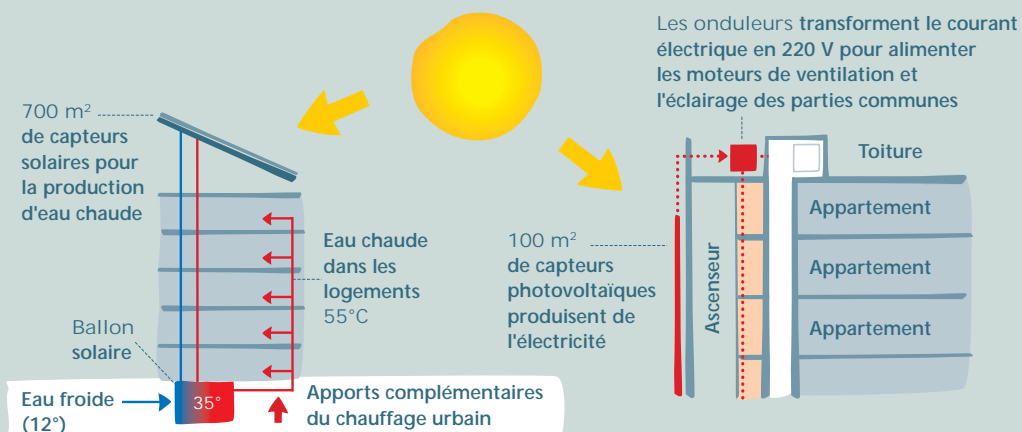 700 m²
de capteurs
solaires pour
la production
d'eau chaude
Eau chaude
dans les
logements
55°C
Ballon
solaire
Eau froide
(12°)
35°
Apports complémentaires
du chauffage urbain
Les onduleurs transforment le courant
électrique en 220 V pour alimenter
les moteurs de ventilation et
l'éclairage des parties communes
Toiture
100 m²
de capteurs
photovoltaïques
produisent de
l'électricité
Ascenseur
Appartement
Appartement
Appartement